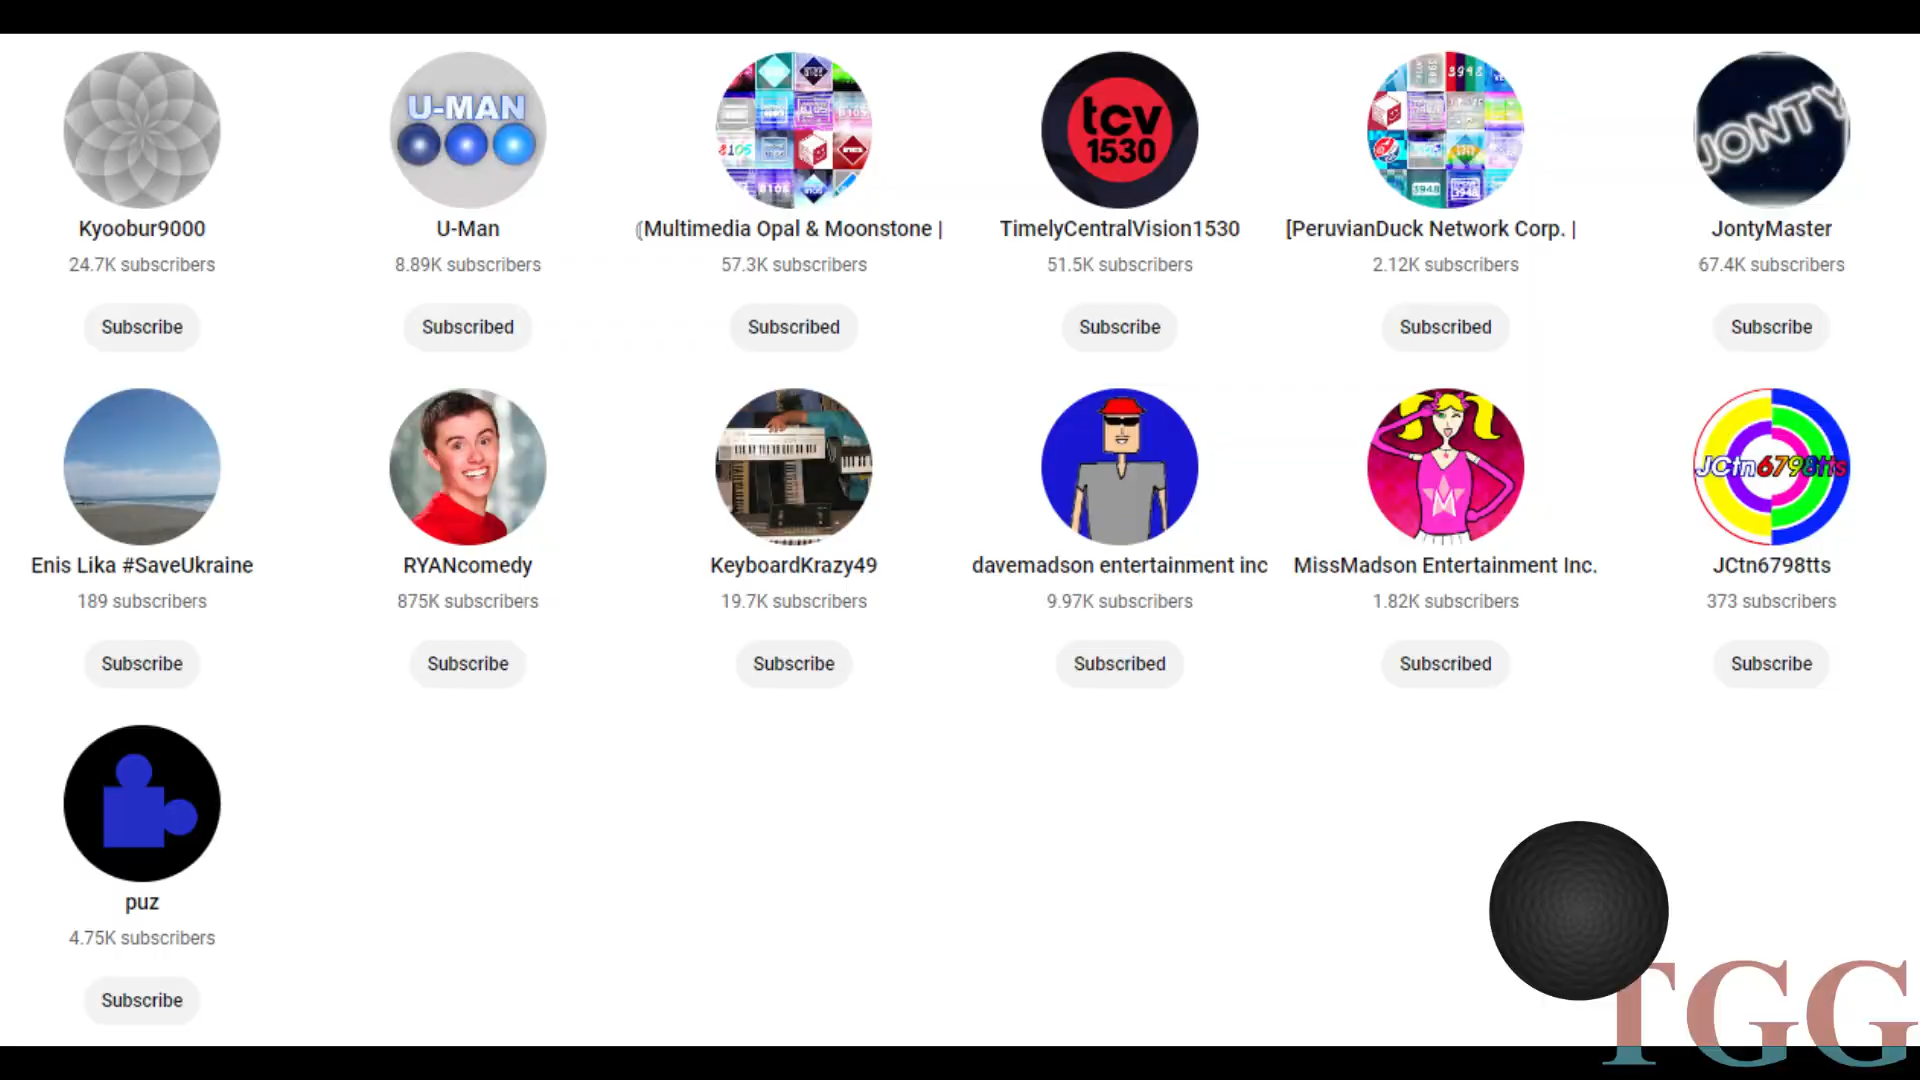 U-MAN
tcv
1530
3948
JONTY
Kyoobur9000
U-Man
(Multimedia Opal & Moonstone |
TimelyCentralVision1530
[PeruvianDuck Network Corp. |
JontyMaster
24.7K subscribers
8.89K subscribers
57.3K subscribers
51.5K subscribers
2.12K subscribers
67.4K subscribers
Subscribe
Subscribed
Subscribed
Subscribe
Subscribed
Subscribe
M
JCtn6798tts
Enis Lika #SaveUkraine
RYANcomedy
KeyboardKrazy49
davemadson entertainment inc
MissMadson Entertainment Inc.
JCtn6798tts
189 subscribers
875K subscribers
19.7K subscribers
9.97K subscribers
1.82K subscribers
373 subscribers
Subscribe
Subscribe
Subscribe
Subscribed
Subscribed
Subscribe
puz
4.75K subscribers
Subscribe
TGG